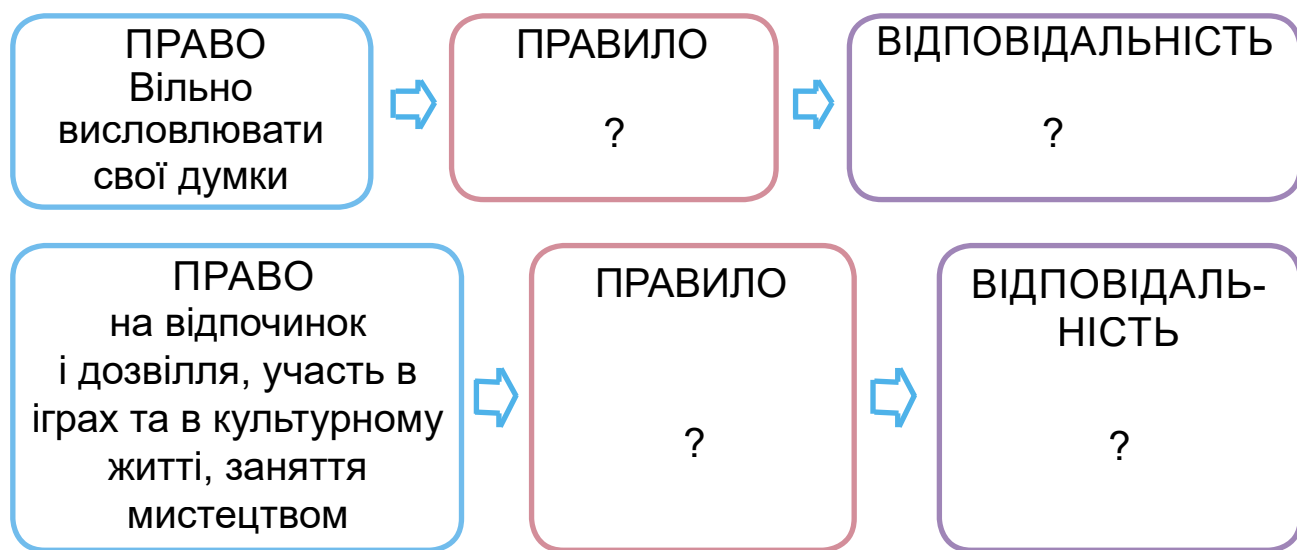 ПРАВО
Вільно
висловлювати
свої думки
ПРАВИЛО
?
ВІДПОВІДАЛЬНІСТЬ
?
ПРАВО
на відпочинок
і дозвілля, участь в
іграх та в культурному
житті, заняття
мистецтвом
ПРАВИЛО
?
ВІДПОВІДАЛЬ-
НІСТЬ
?